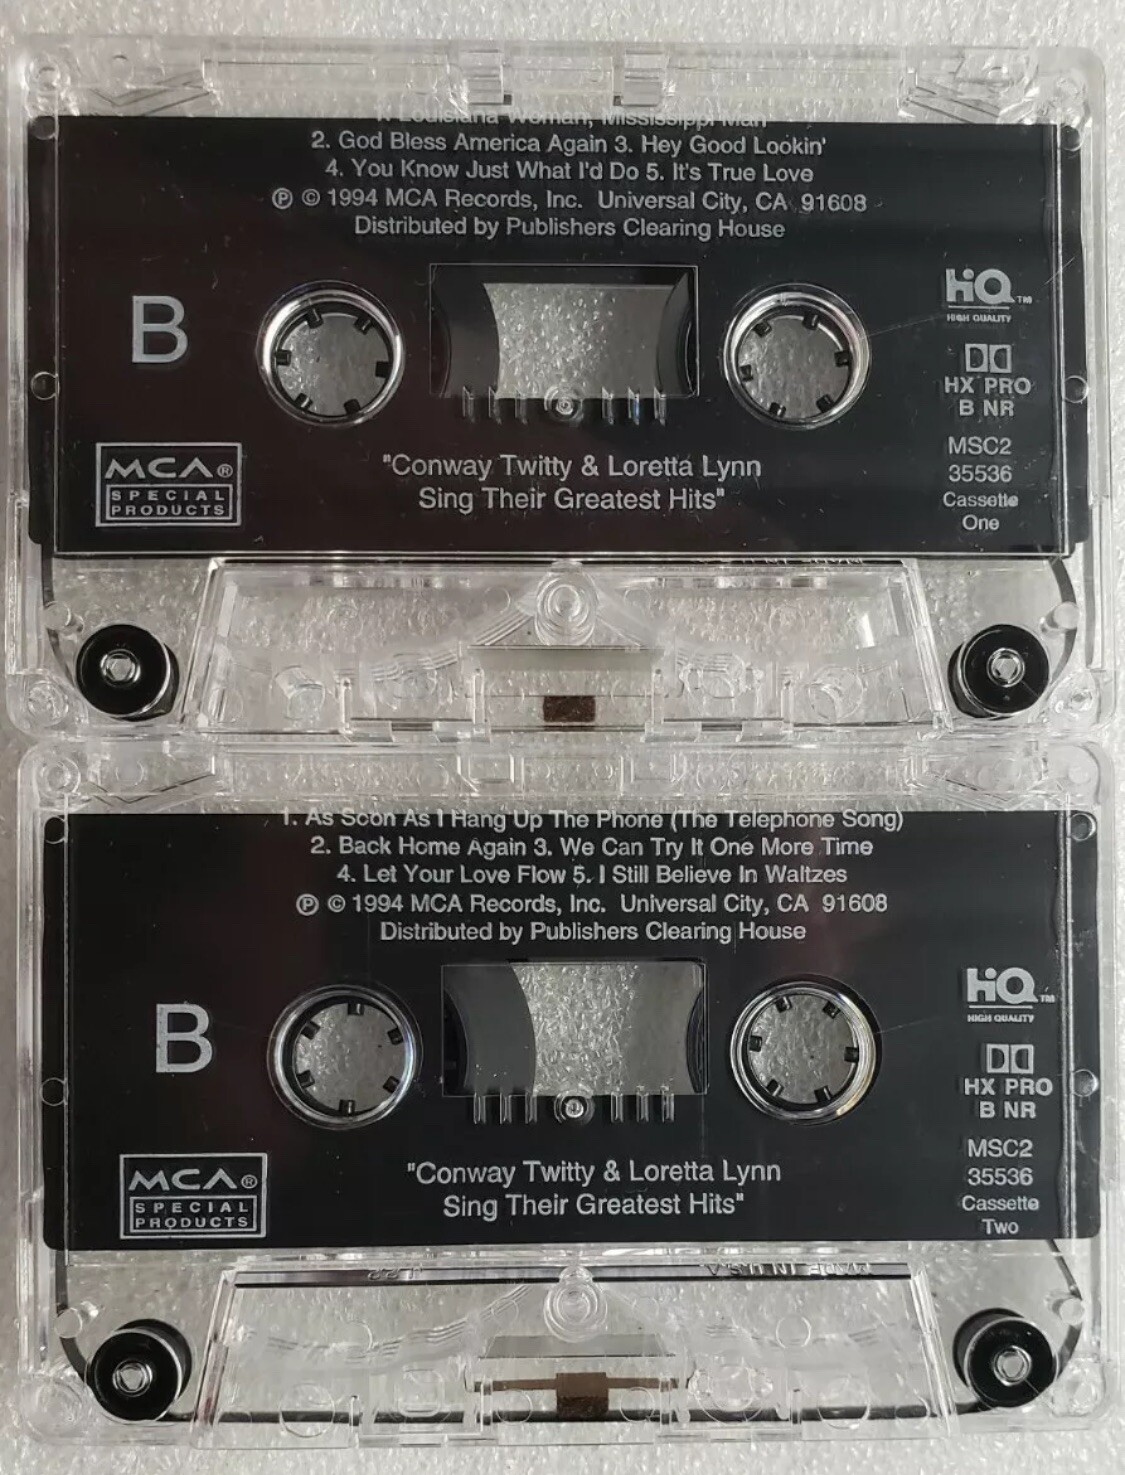 1. Louisiana Woman, Mississippi Man
2. God Bless America Again 3. Hey Good Lookin'
4. You Know Just What I'd Do 5. It's True Love
℗ © 1994 MCA Records, Inc. Universal City, CA 91608
Distributed by Publishers Clearing House
B
HiQ™
HIGH QUALITY
HX PRO
B NR
MSC2
35536
Cassette
One
MCA®
SPECIAL
PRODUCTS
"Conway Twitty & Loretta Lynn
Sing Their Greatest Hits"
1. As Soon As I Hang Up The Phone (The Telephone Song)
2. Back Home Again 3. We Can Try It One More Time
4. Let Your Love Flow 5. I Still Believe In Waltzes
℗ © 1994 MCA Records, Inc. Universal City, CA 91608
Distributed by Publishers Clearing House
B
HiQ™
HIGH QUALITY
HX PRO
B NR
MSC2
35536
Cassette
Two
MCA®
SPECIAL
PRODUCTS
"Conway Twitty & Loretta Lynn
Sing Their Greatest Hits"
MADE IN U.S.A.